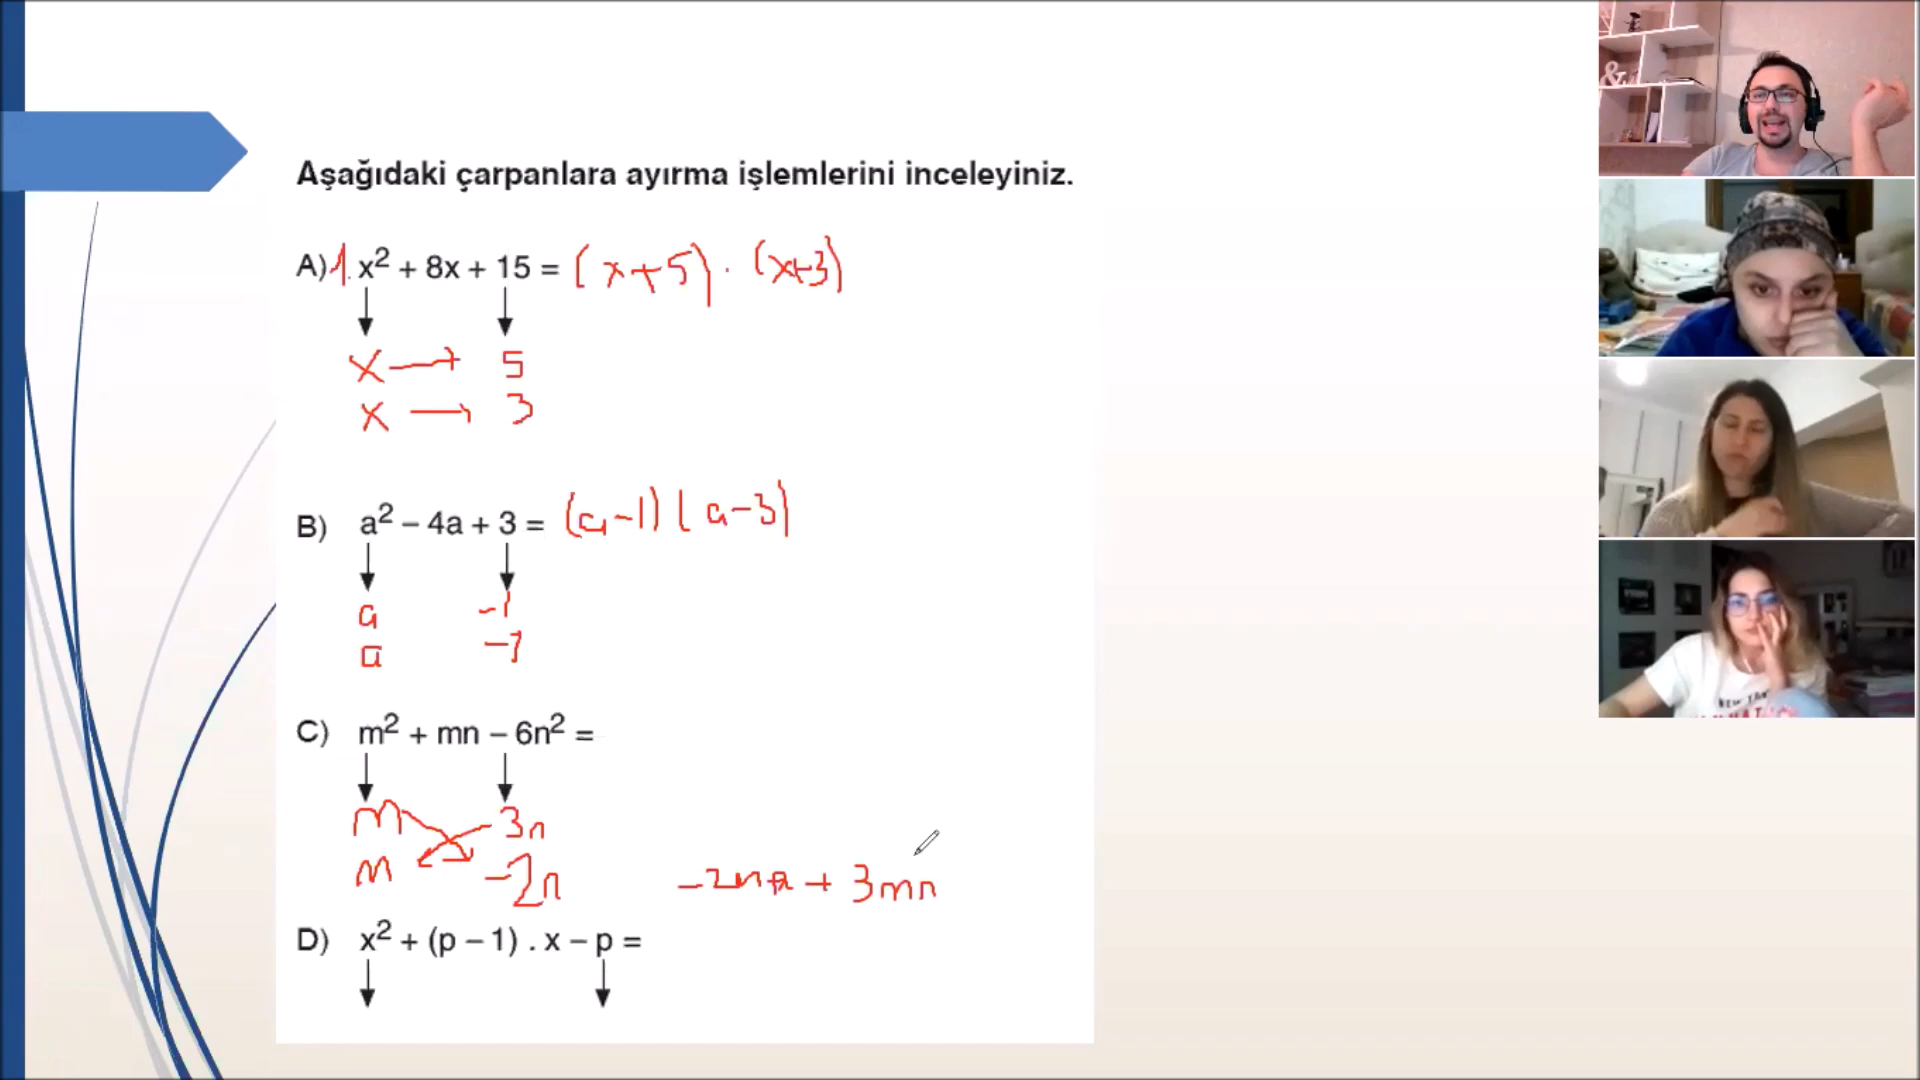 Aşağıdaki çarpanlara ayırma işlemlerini inceleyiniz.
A) 1. x² + 8x + 15 = (x+5) . (x+3)
x → 5
x → 3
B) a² – 4a + 3 = (a-1) (a-3)
a -1
a -3
C) m² + mn – 6n² =
m 3n
m -2n
-2mn + 3mn
D) x² + (p – 1) . x – p =
&